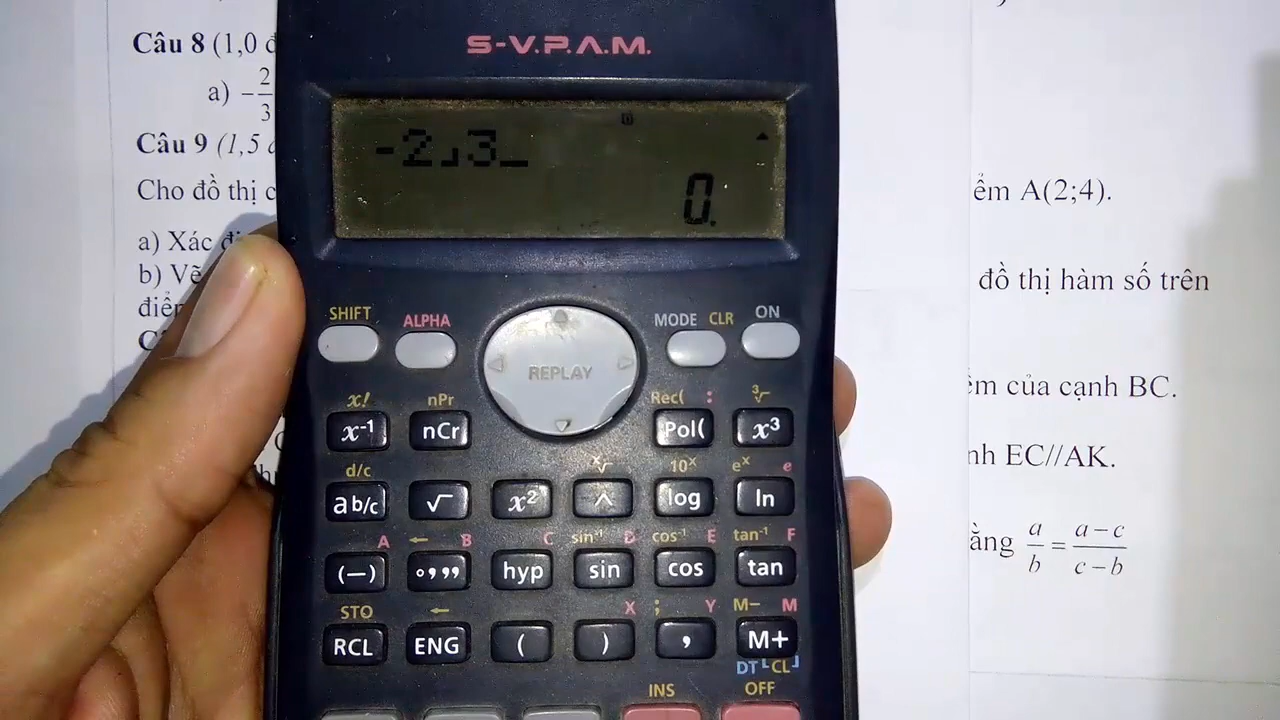 Câu 8 (1,0
a) -2/3
S-V.P.A.M.
-2⌟3_
0.
Câu 9 (1,5
Cho đồ thị
ểm A(2;4).
a) Xác
b) Vẽ
đồ thị hàm số trên
SHIFT ALPHA MODE CLR ON
REPLAY
ểm của cạnh BC.
x! nPr Rec( : ³√
x⁻¹ nCr Pol( x³
nh EC//AK.
d/c ˣ√ 10ˣ eˣ e
a b/c √ x² ^ log ln
A ← B C sin⁻¹ D cos⁻¹ E tan⁻¹ F
ằng a/b = (a-c)/(c-b)
(−) °,,, hyp sin cos tan
STO ← X ; Y M− M
RCL ENG ( ) , M+
DT CL
INS OFF